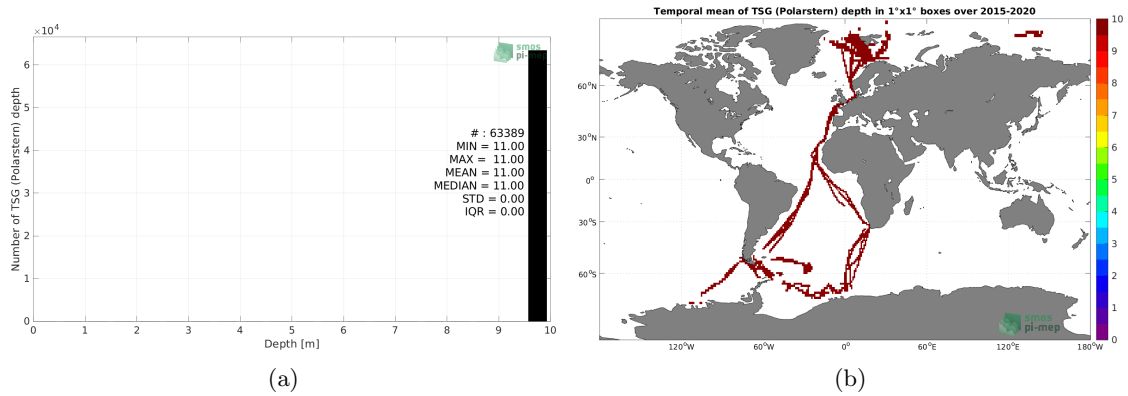 ×10⁴
6
5
4
3
2
1
0
Number of TSG (Polarstern) depth
smos
pi-mep
# : 63389
MIN = 11.00
MAX = 11.00
MEAN = 11.00
MEDIAN = 11.00
STD = 0.00
IQR = 0.00
0 1 2 3 4 5 6 7 8 9 10
Depth [m]
(a)
Temporal mean of TSG (Polarstern) depth in 1°x1° boxes over 2015-2020
60°N
30°N
0°
30°S
60°S
120°W 60°W 0° 60°E 120°E 180°W
smos
pi-mep
10
9
8
7
6
5
4
3
2
1
0
(b)